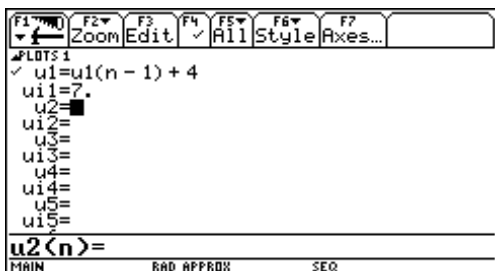 F1 F2 F3 F4 F5 F6 F7
Zoom Edit ✓ All Style Axes...
PLOTS 1
✓ u1=u1(n - 1) + 4
ui1=7.
u2=
ui2=
u3=
ui3=
u4=
ui4=
u5=
ui5=
u2(n)=
MAIN RAD APPROX SEQ